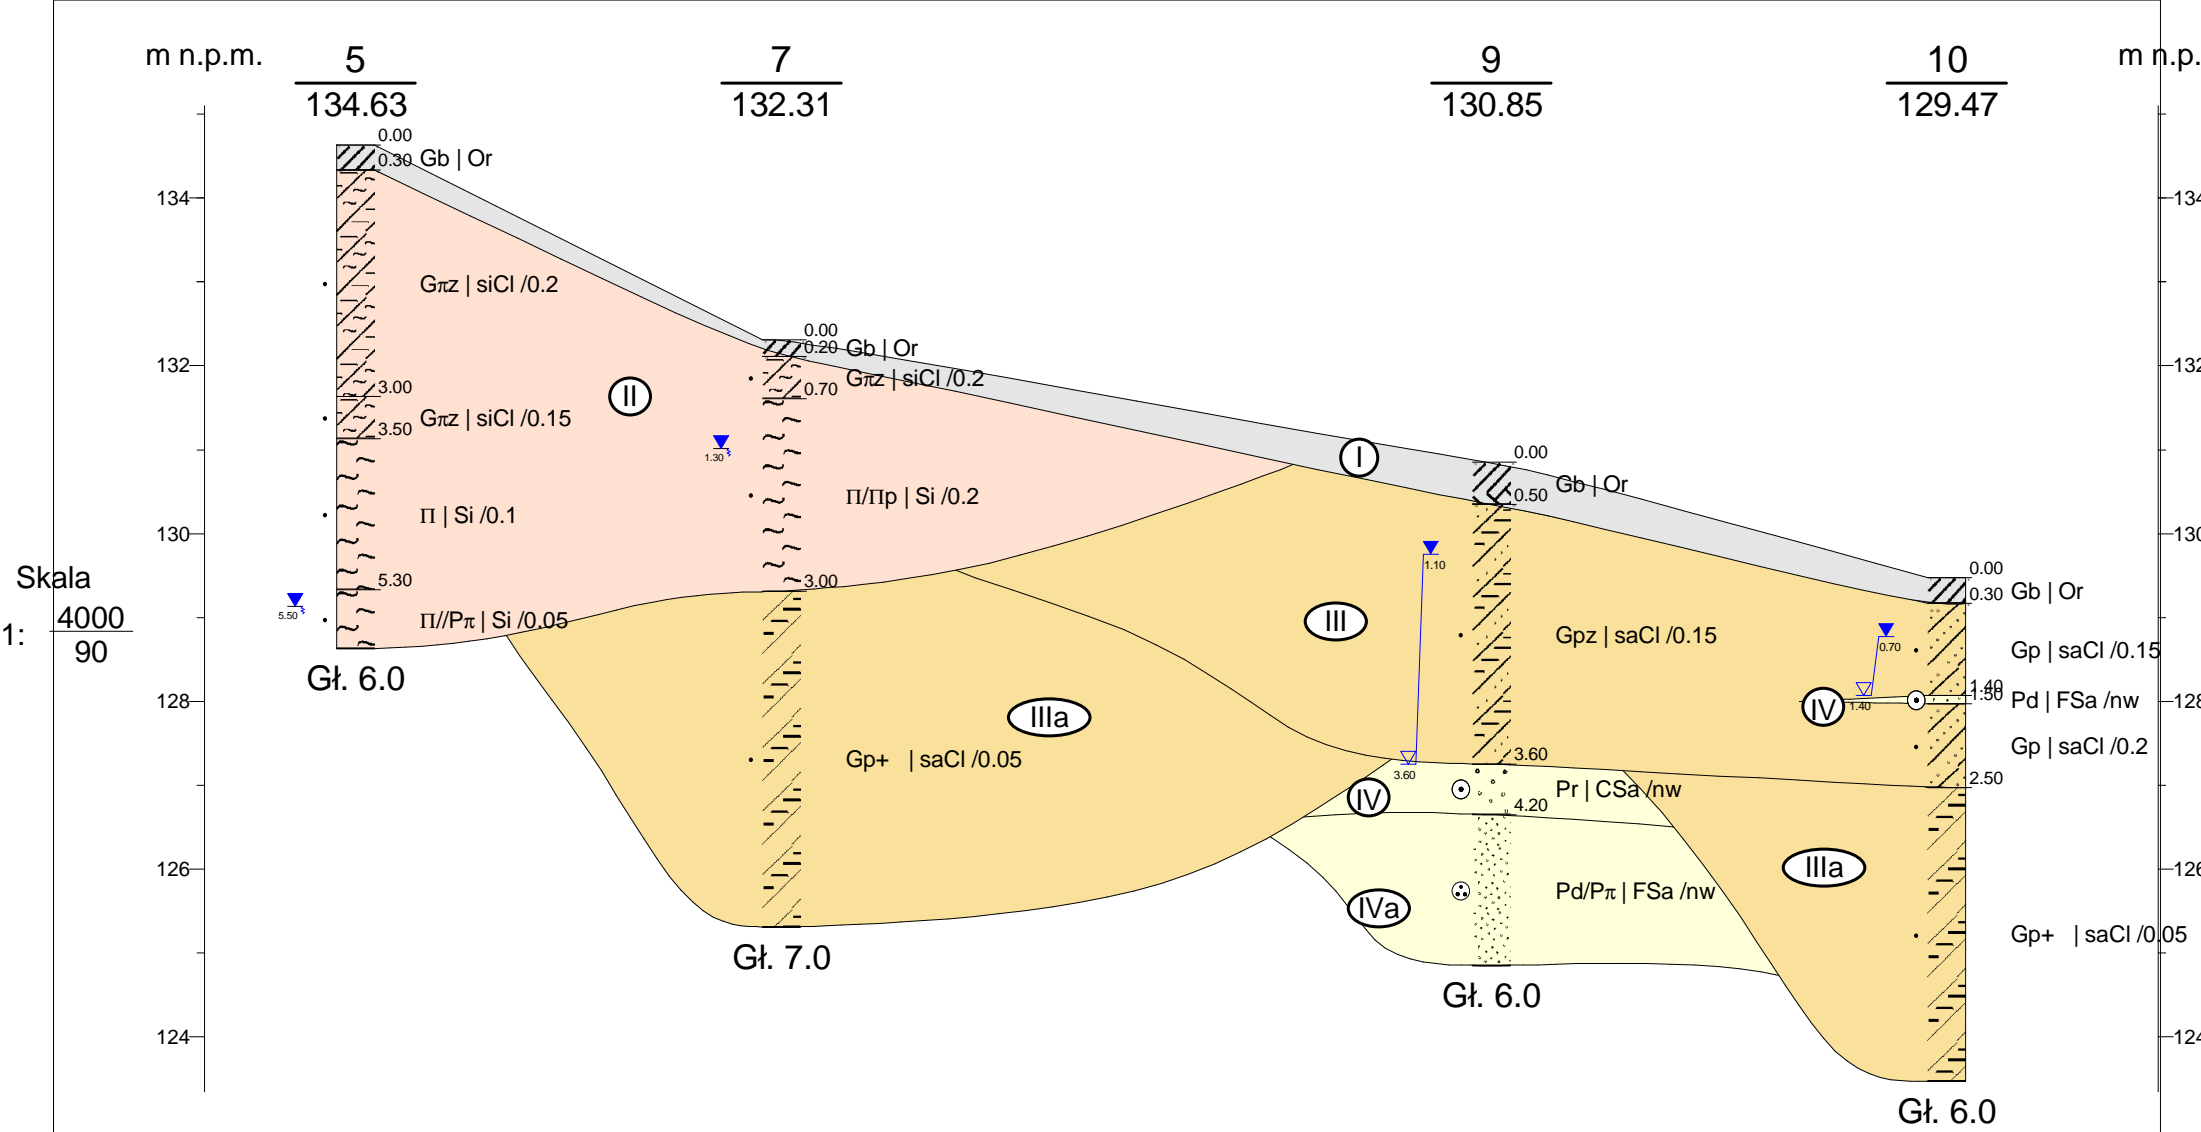 m n.p.m.
5
134.63
7
132.31
9
130.85
10
129.47
m n.p.
134
132
130
128
126
124
134
132
130
128
126
124
Skala
1: 4000
90
0.00
0.30 Gb | Or
Gπz | siCl /0.2
3.00
Gπz | siCl /0.15
3.50
Π | Si /0.1
5.30
Π//Pπ | Si /0.05
5.50
Gł. 6.0
II
0.00
0.20 Gb | Or
Gπz | siCl /0.2
0.70
1.30
Π/Πp | Si /0.2
3.00
Gp+ | saCl /0.05
Gł. 7.0
IIIa
I
III
0.00
Gb | Or
0.50
1.10
Gpz | saCl /0.15
3.60
3.60
IV
Pr | CSa /nw
4.20
IVa
Pd/Pπ | FSa /nw
Gł. 6.0
0.00
0.30 Gb | Or
0.70
Gp | saCl /0.15
1.40
1.50
IV
1.40
Pd | FSa /nw
Gp | saCl /0.2
2.50
IIIa
Gp+ | saCl /0.05
Gł. 6.0